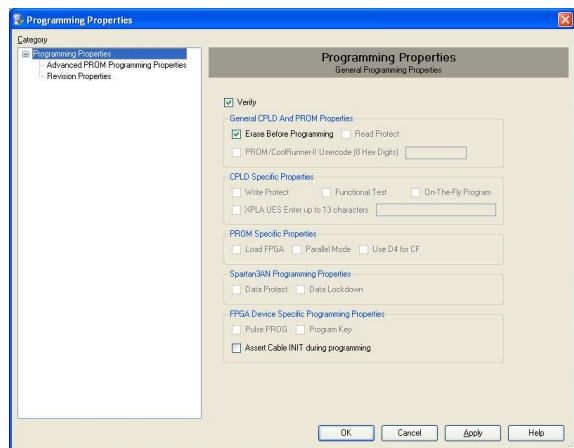 Programming Properties
Category
Programming Properties
Advanced PROM Programming Properties
Revision Properties
Programming Properties
General Programming Properties
Verify
General CPLD And PROM Properties
Erase Before Programming Read Protect
PROM/CoolRunner-II Usercode (8 Hex Digits)
CPLD Specific Properties
Write Protect Functional Test On-The-Fly Program
XPLA UES Enter up to 13 characters
PROM Specific Properties
Load FPGA Parallel Mode Use D4 for CF
Spartan3AN Programming Properties
Data Protect Data Lockdown
FPGA Device Specific Programming Properties
Pulse PROG Program Key
Assert Cable INIT during programming
OK Cancel Apply Help